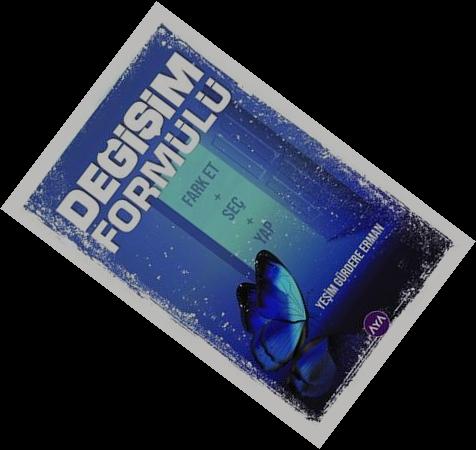 DEĞİŞİM
FORMÜLÜ
FARK ET
+
SEÇ
+
YAP
YEŞİM GÜRDERE ERMAN
AYA